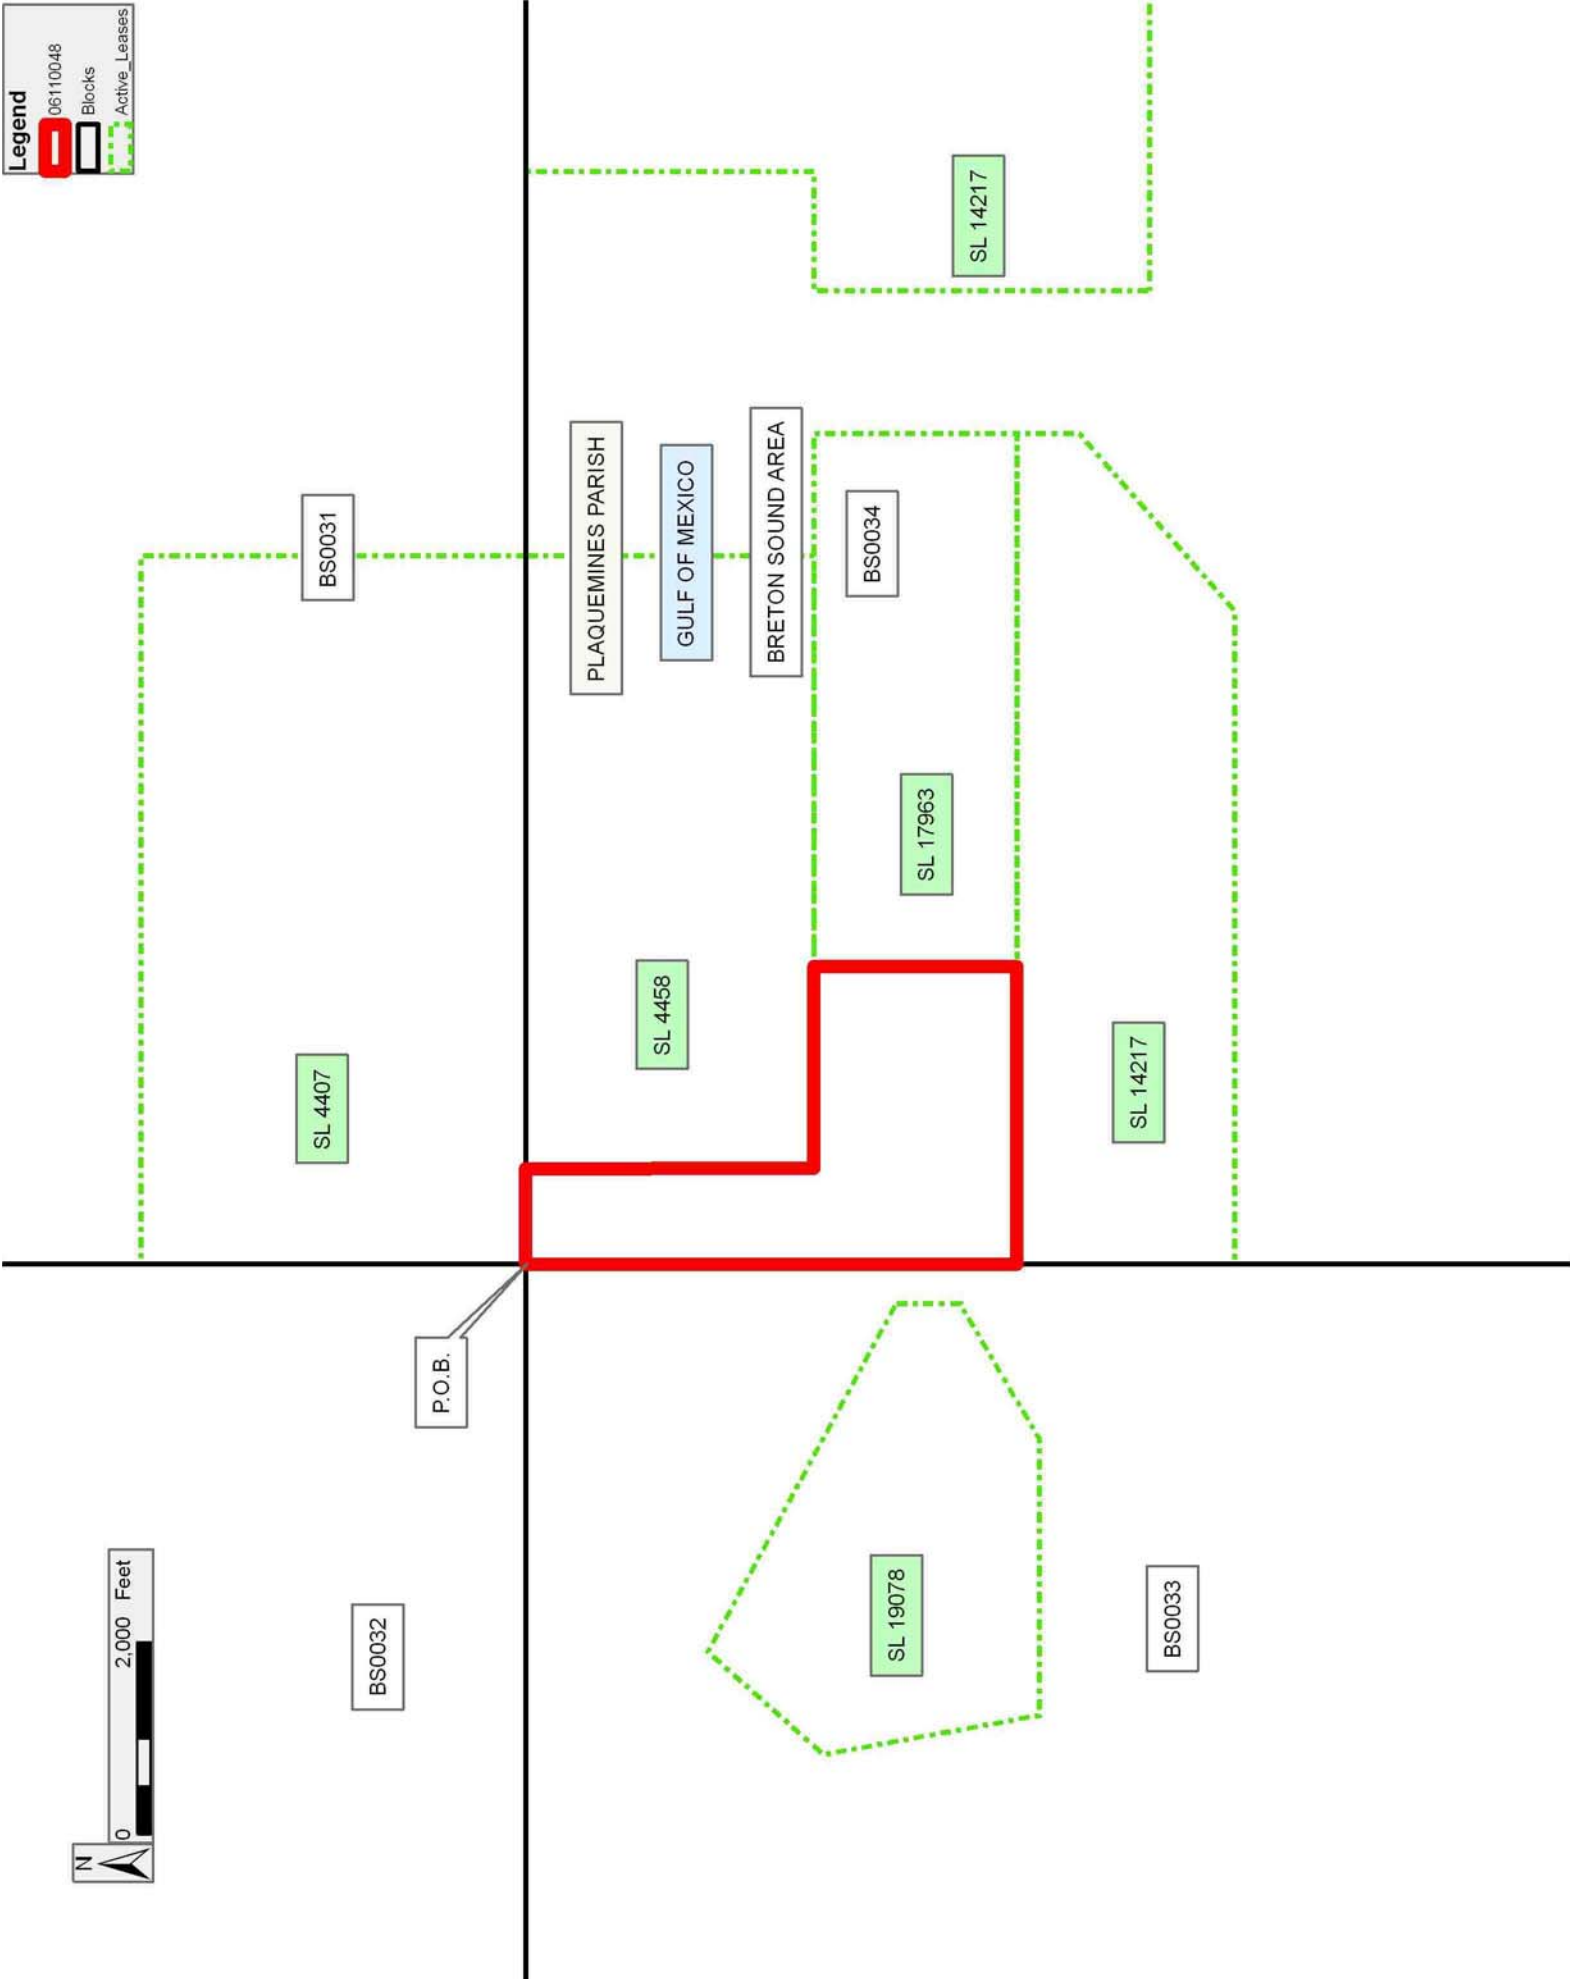 Legend
06110048
Blocks
Active_Leases
N
0
2,000 Feet
BS0032
BS0031
SL 4407
P.O.B.
PLAQUEMINES PARISH
GULF OF MEXICO
BRETON SOUND AREA
SL 4458
BS0034
SL 17963
SL 14217
SL 19078
SL 14217
BS0033